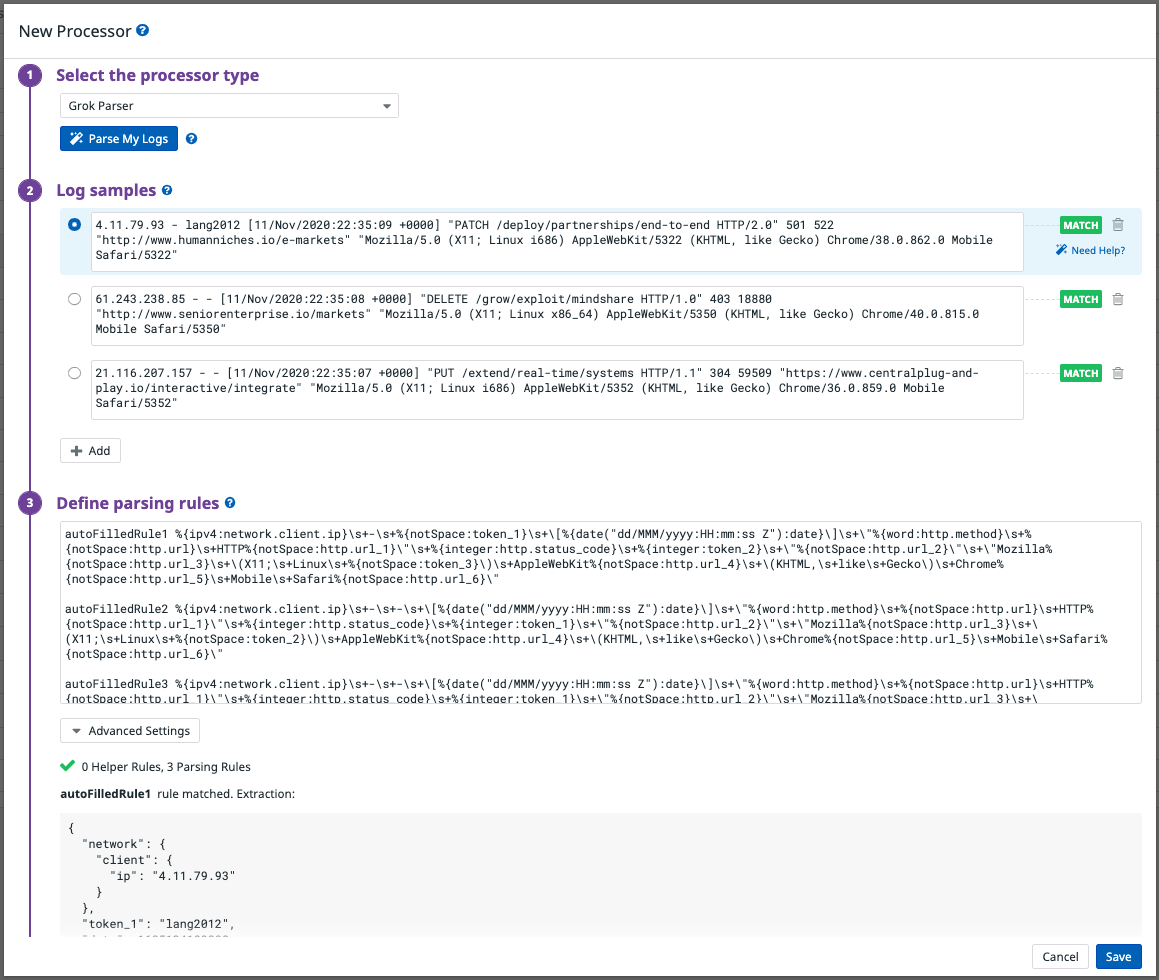 New Processor
1 Select the processor type
Grok Parser
Parse My Logs
2 Log samples
4.11.79.93 - lang2012 [11/Nov/2020:22:35:09 +0000] "PATCH /deploy/partnerships/end-to-end HTTP/2.0" 501 522
"http://www.humanniches.io/e-markets" "Mozilla/5.0 (X11; Linux i686) AppleWebKit/5322 (KHTML, like Gecko) Chrome/38.0.862.0 Mobile
Safari/5322"
MATCH
Need Help?
61.243.238.85 - - [11/Nov/2020:22:35:08 +0000] "DELETE /grow/exploit/mindshare HTTP/1.0" 403 18880
"http://www.seniorenterprise.io/markets" "Mozilla/5.0 (X11; Linux x86_64) AppleWebKit/5350 (KHTML, like Gecko) Chrome/40.0.815.0
Mobile Safari/5350"
MATCH
21.116.207.157 - - [11/Nov/2020:22:35:07 +0000] "PUT /extend/real-time/systems HTTP/1.1" 304 59509 "https://www.centralplug-and-
play.io/interactive/integrate" "Mozilla/5.0 (X11; Linux i686) AppleWebKit/5352 (KHTML, like Gecko) Chrome/36.0.859.0 Mobile
Safari/5352"
MATCH
Add
3 Define parsing rules
autoFilledRule1 %{ipv4:network.client.ip}\s+-\s+%{notSpace:token_1}\s+\[%{date("dd/MMM/yyyy:HH:mm:ss Z"):date}\]\s+\"%{word:http.method}\s+%
{notSpace:http.url}\s+HTTP%{notSpace:http.url_1}\"\s+%{integer:http.status_code}\s+%{integer:token_2}\s+\"%{notSpace:http.url_2}\"\s+\"Mozilla%
{notSpace:http.url_3}\s+\(X11;\s+Linux\s+%{notSpace:token_3}\)\s+AppleWebKit%{notSpace:http.url_4}\s+\(KHTML,\s+like\s+Gecko\)\s+Chrome%
{notSpace:http.url_5}\s+Mobile\s+Safari%{notSpace:http.url_6}\"
autoFilledRule2 %{ipv4:network.client.ip}\s+-\s+-\s+\[%{date("dd/MMM/yyyy:HH:mm:ss Z"):date}\]\s+\"%{word:http.method}\s+%{notSpace:http.url}\s+HTTP%
{notSpace:http.url_1}\"\s+%{integer:http.status_code}\s+%{integer:token_1}\s+\"%{notSpace:http.url_2}\"\s+\"Mozilla%{notSpace:http.url_3}\s+\
(X11;\s+Linux\s+%{notSpace:token_2}\)\s+AppleWebKit%{notSpace:http.url_4}\s+\(KHTML,\s+like\s+Gecko\)\s+Chrome%{notSpace:http.url_5}\s+Mobile\s+Safari%
{notSpace:http.url_6}\"
autoFilledRule3 %{ipv4:network.client.ip}\s+-\s+-\s+\[%{date("dd/MMM/yyyy:HH:mm:ss Z"):date}\]\s+\"%{word:http.method}\s+%{notSpace:http.url}\s+HTTP%
{notSpace:http.url_1}\"\s+%{integer:http.status_code}\s+%{integer:token_1}\s+\"%{notSpace:http.url_2}\"\s+\"Mozilla%{notSpace:http.url_3}\s+\
Advanced Settings
0 Helper Rules, 3 Parsing Rules
autoFilledRule1 rule matched. Extraction:
{
"network": {
"client": {
"ip": "4.11.79.93"
}
},
"token_1": "lang2012",
Cancel
Save